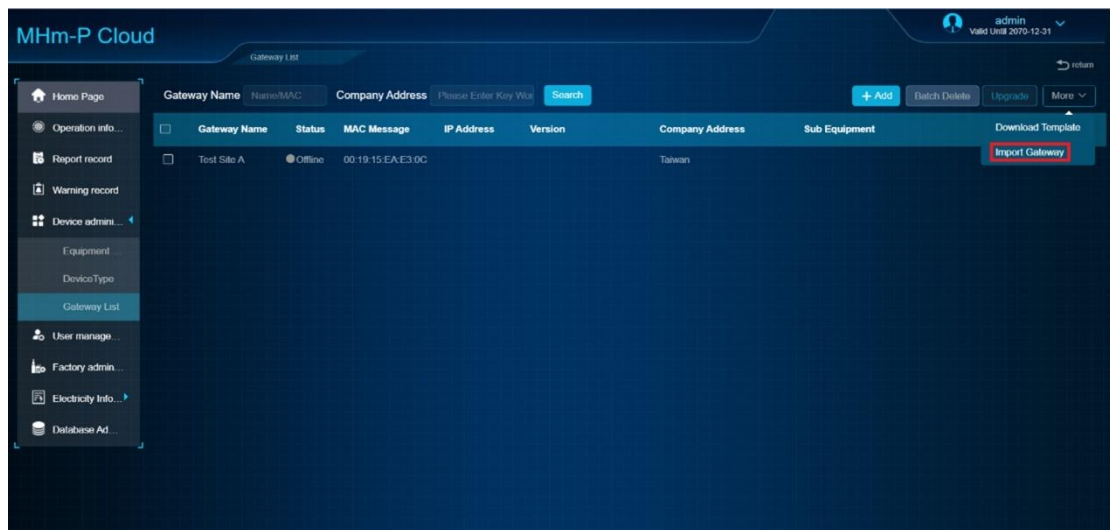 MHm-P Cloud
admin
Valid Until 2070-12-31
Gateway List
return
Home Page
Gateway Name Name/MAC Company Address Please Enter Key Wor Search + Add Batch Delete Upgrade More
Operation info...
Gateway Name Status MAC Message IP Address Version Company Address Sub Equipment
Download Template
Import Gateway
Report record
Test Site A Offline 00:19:15:EA:E3:0C Taiwan
Warning record
Device admini...
Equipment ...
DeviceType
Gateway List
User manage...
Factory admin...
Electricity Info...
Database Ad...